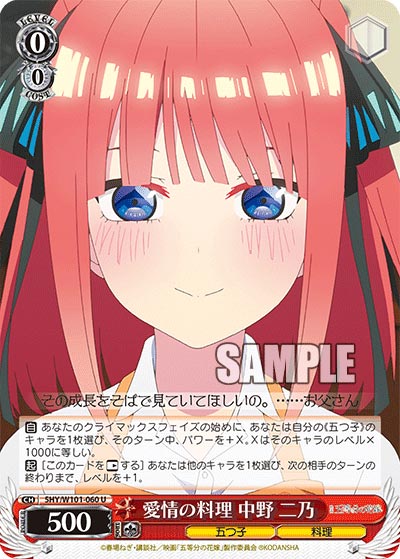 LEVEL
0
0
COST
SAMPLE
その成長をそばで見ていてほしいの。 ……お父さん
自 あなたのクライマックスフェイズの始めに、あなたは自分の《五つ子》の
キャラを1枚選び、そのターン中、パワーを＋X。Xはそのキャラのレベル×
1000に等しい。
起 [このカードを する] あなたは他のキャラを1枚選び、次の相手のターンの
終わりまで、レベルを＋1。
CH
5HY/W101-060 U
500
愛情の料理 中野 二乃
五つ子
料理
©春場ねぎ・講談社／映画「五等分の花嫁」製作委員会 ®KODANSHA